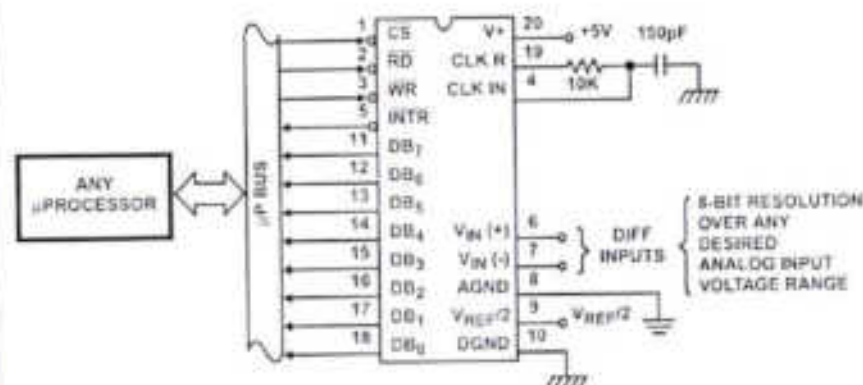 ANY
µPROCESSOR
µP BUS
1
2
3
5
11
12
13
14
15
16
17
18
CS
RD
WR
INTR
DB7
DB6
DB5
DB4
DB3
DB2
DB1
DB0
V+
CLK R
CLK IN
VIN (+)
VIN (-)
AGND
VREF/2
DGND
20
19
4
6
7
8
9
10
+5V
150pF
10K
DIFF
INPUTS
VREF/2
8-BIT RESOLUTION
OVER ANY
DESIRED
ANALOG INPUT
VOLTAGE RANGE